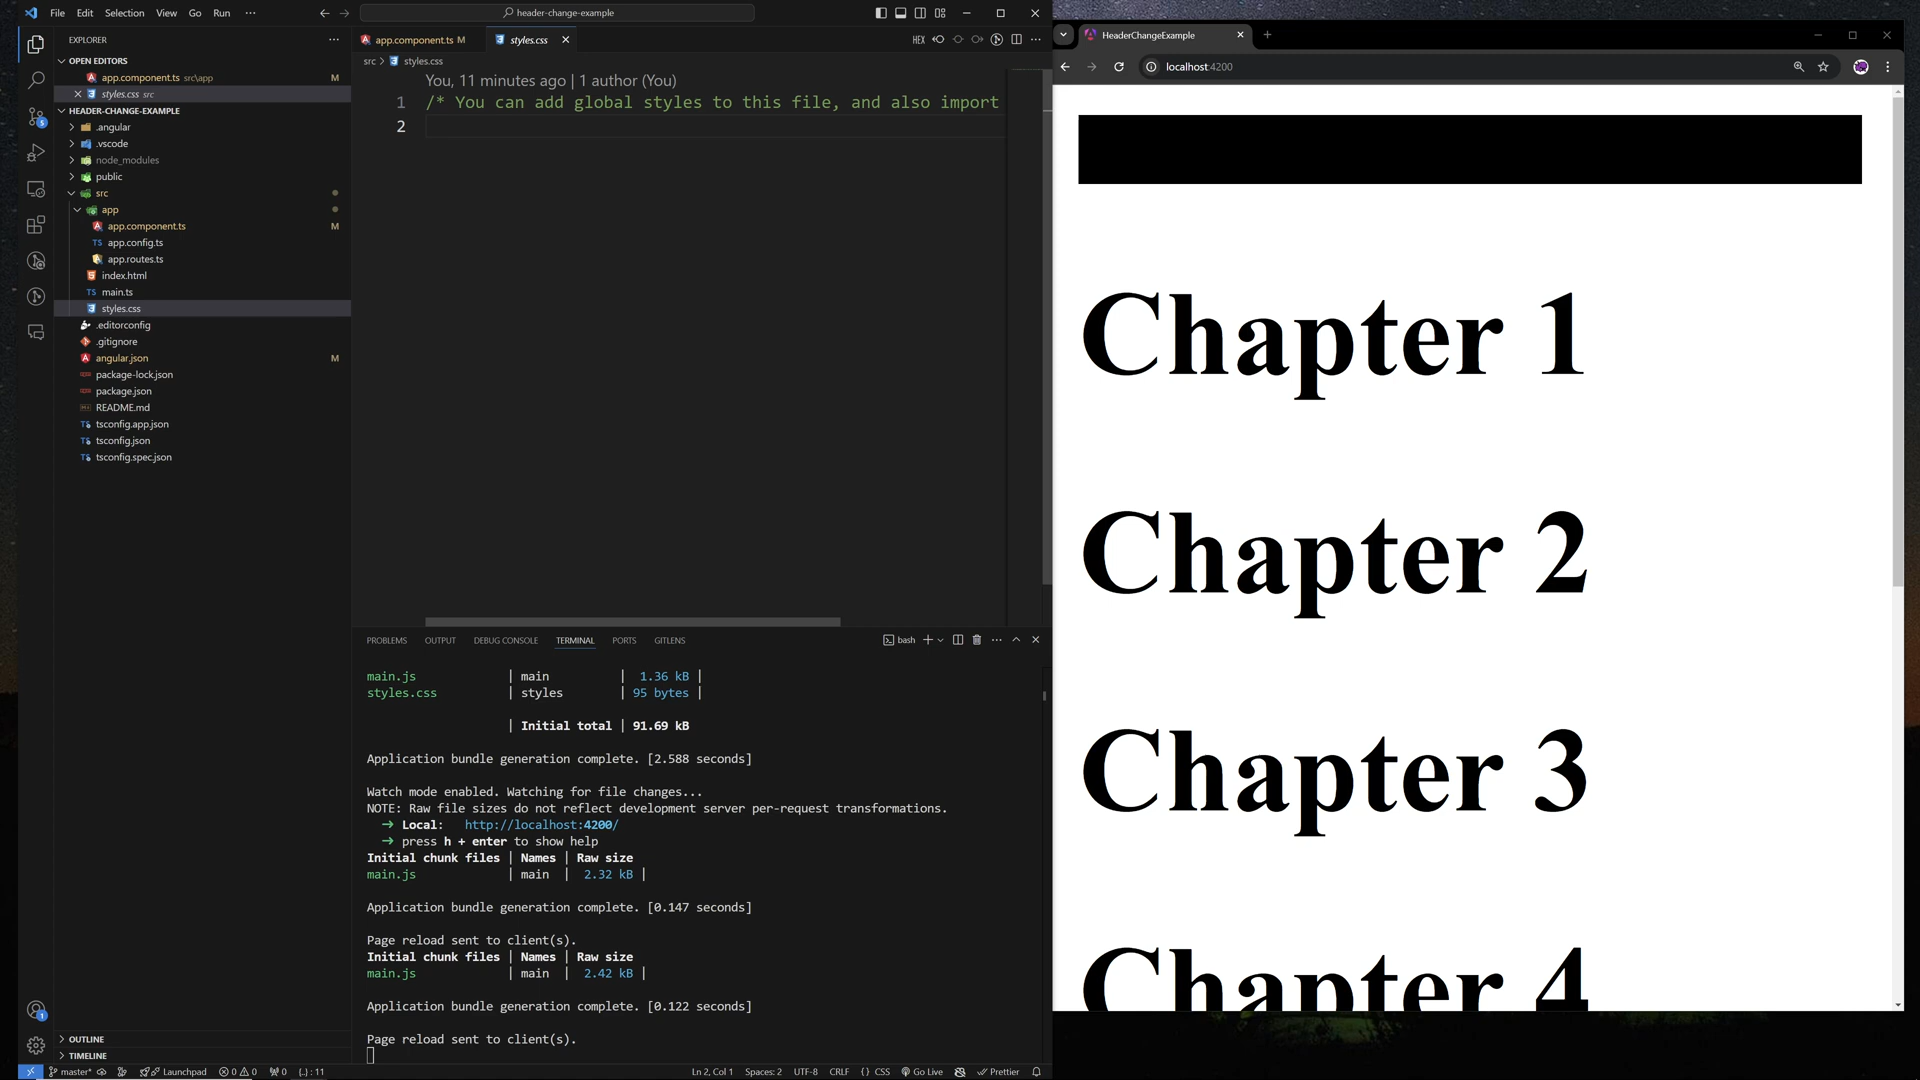 File Edit Selection View Go Run ··· header-change-example
EXPLORER
OPEN EDITORS
app.component.ts src\app M
styles.css src
HEADER-CHANGE-EXAMPLE
.angular
.vscode
node_modules
public
src
app
app.component.ts M
TS app.config.ts
app.routes.ts
index.html
TS main.ts
styles.css
.editorconfig
.gitignore
angular.json M
package-lock.json
package.json
README.md
tsconfig.app.json
tsconfig.json
tsconfig.spec.json
OUTLINE
TIMELINE
app.component.ts M styles.css HEX
src > styles.css
You, 11 minutes ago | 1 author (You)
1 /* You can add global styles to this file, and also import
2
PROBLEMS OUTPUT DEBUG CONSOLE TERMINAL PORTS GITLENS bash
main.js | main | 1.36 kB |
styles.css | styles | 95 bytes |
| Initial total | 91.69 kB
Application bundle generation complete. [2.588 seconds]
Watch mode enabled. Watching for file changes...
NOTE: Raw file sizes do not reflect development server per-request transformations.
➜ Local: http://localhost:4200/
➜ press h + enter to show help
Initial chunk files | Names | Raw size
main.js | main | 2.32 kB |
Application bundle generation complete. [0.147 seconds]
Page reload sent to client(s).
Initial chunk files | Names | Raw size
main.js | main | 2.42 kB |
Application bundle generation complete. [0.122 seconds]
Page reload sent to client(s).
master* Launchpad 0 0 0 {..} : 11 Ln 2, Col 1 Spaces: 2 UTF-8 CRLF {} CSS Go Live Prettier
HeaderChangeExample
localhost:4200
Chapter 1
Chapter 2
Chapter 3
Chapter 4